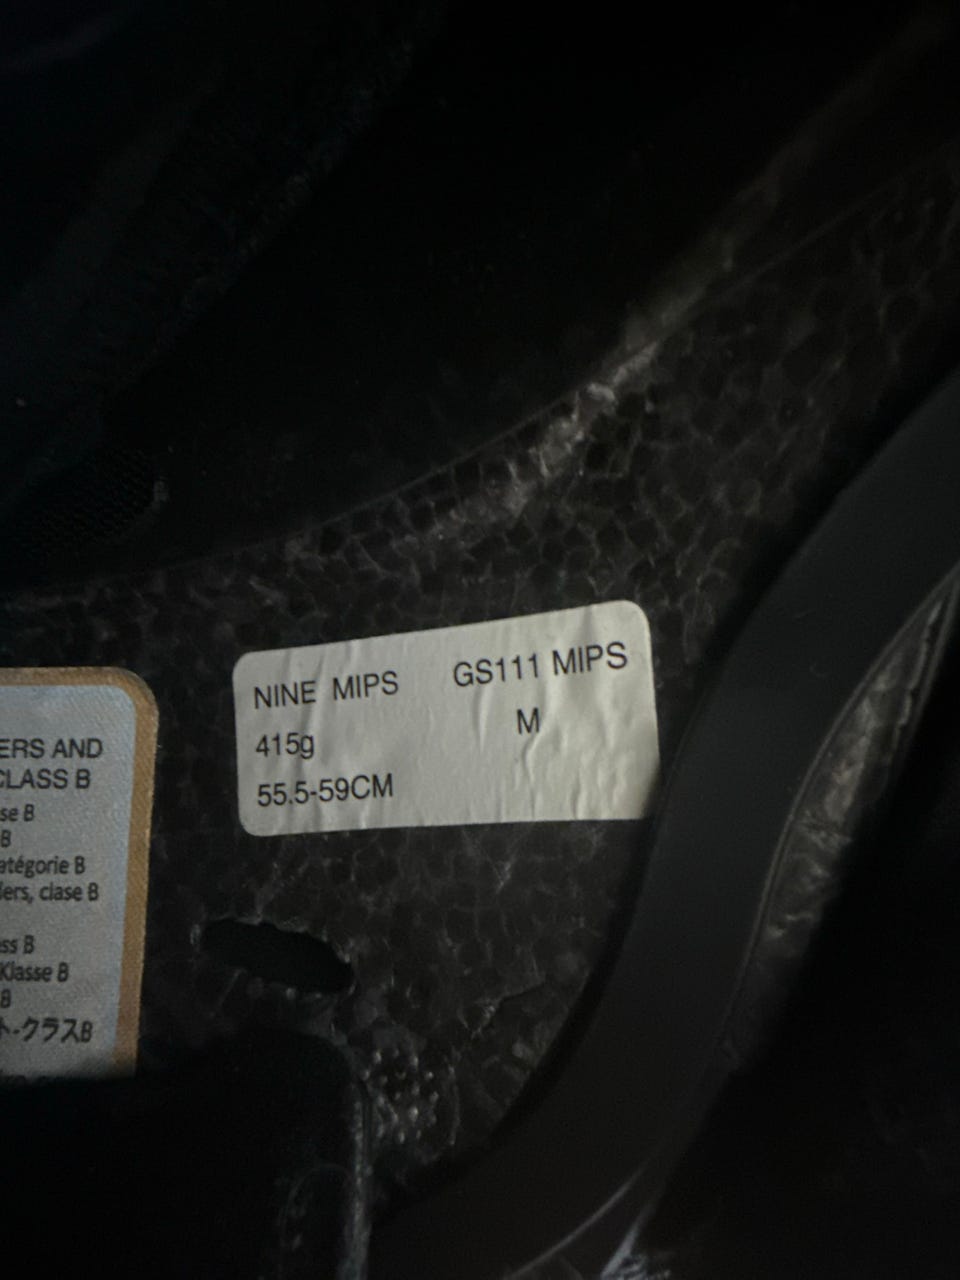 ERS AND
CLASS B
se B
B
atégorie B
ders, clase B
ss B
Klasse B
B
ト-クラスB
NINE MIPS GS111 MIPS
415g M
55.5-59CM